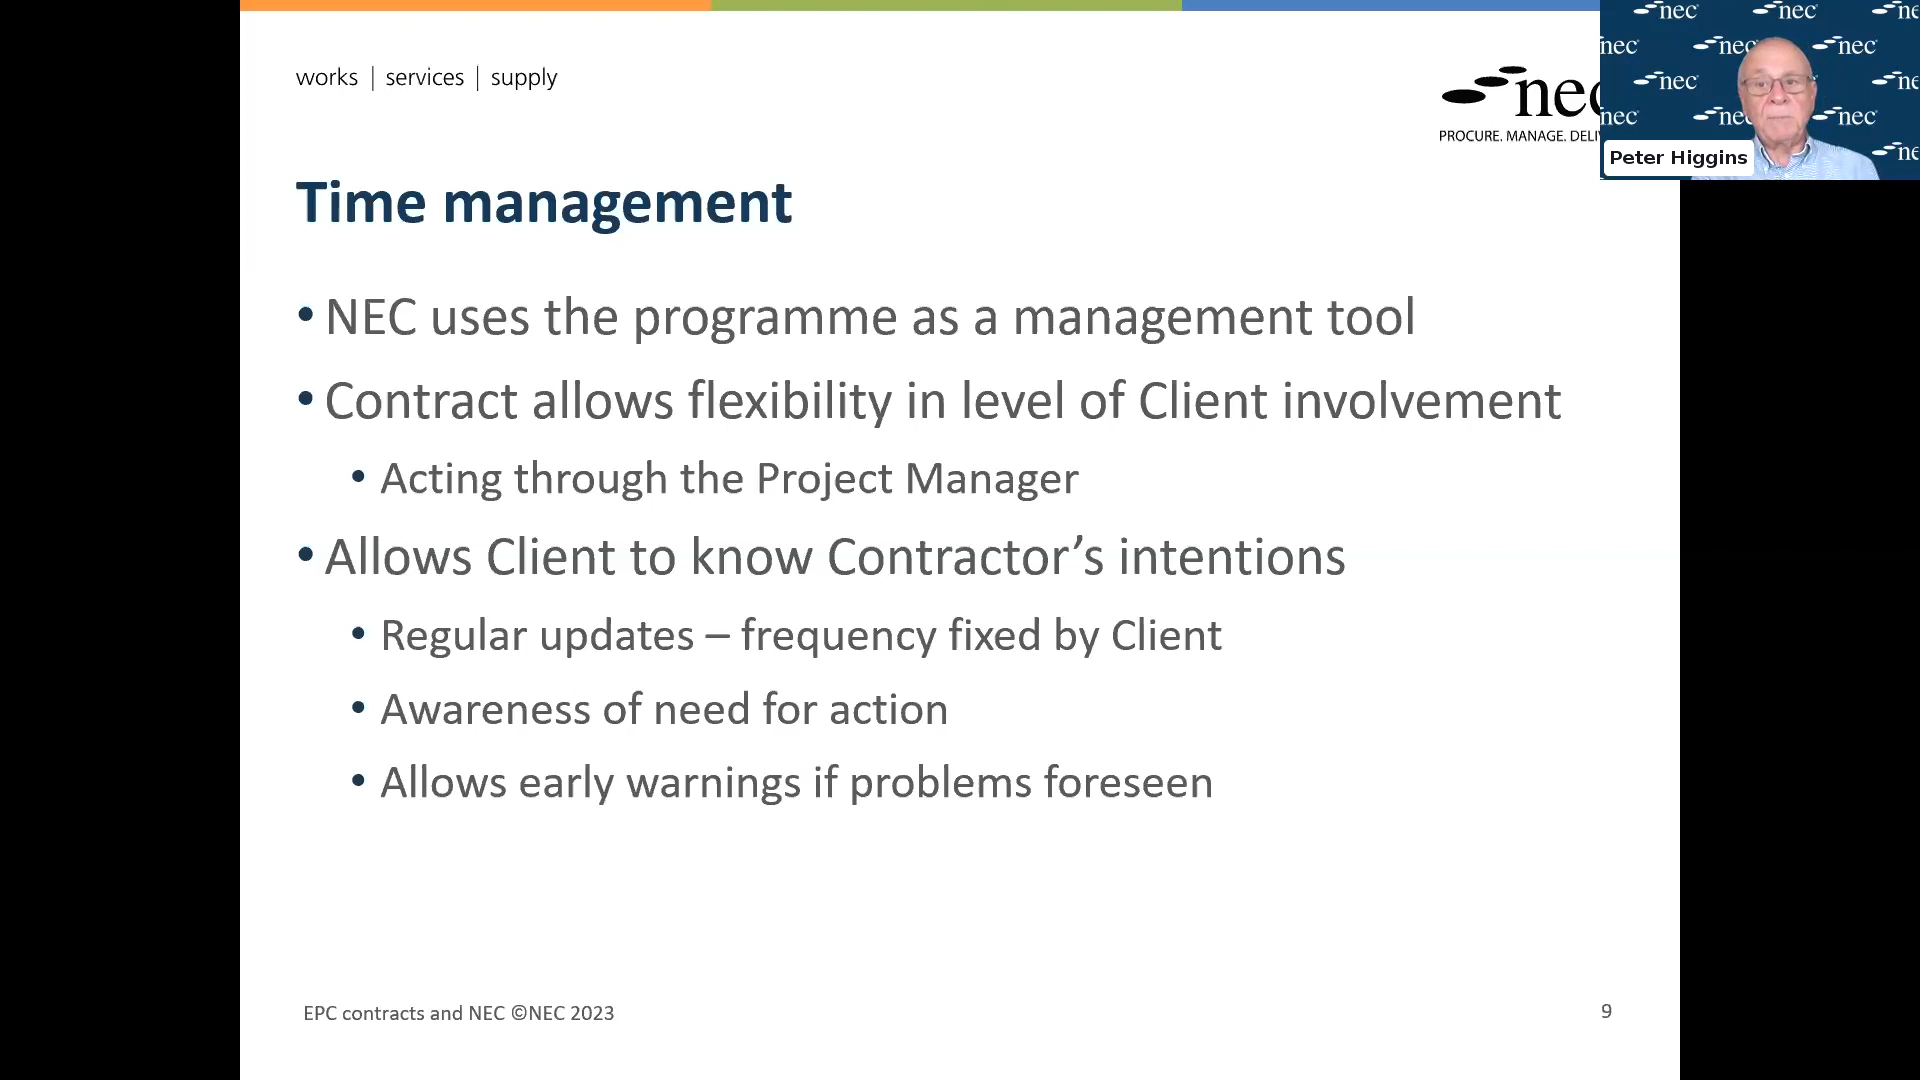 works | services | supply
nec
PROCURE. MANAGE.
Peter Higgins
Time management
• NEC uses the programme as a management tool
• Contract allows flexibility in level of Client involvement
• Acting through the Project Manager
• Allows Client to know Contractor’s intentions
• Regular updates – frequency fixed by Client
• Awareness of need for action
• Allows early warnings if problems foreseen
EPC contracts and NEC ©NEC 2023
9